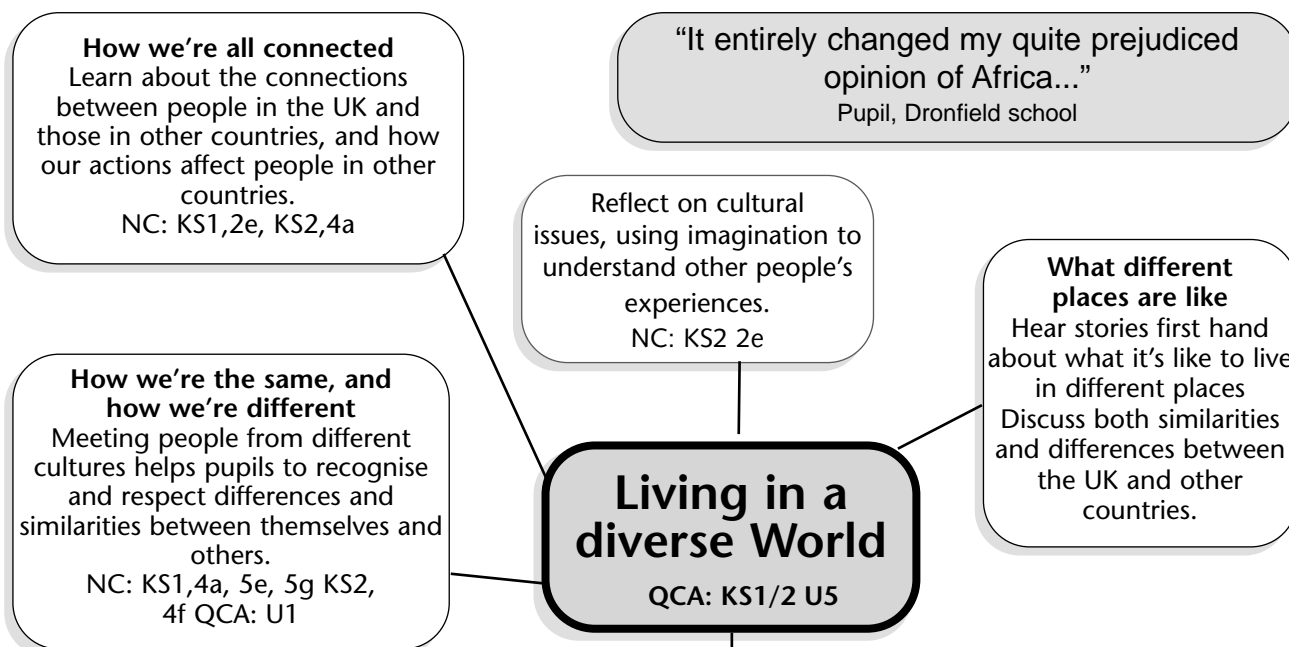 How we're all connected
Learn about the connections
between people in the UK and
those in other countries, and how
our actions affect people in other
countries.
NC: KS1,2e, KS2,4a
“It entirely changed my quite prejudiced
opinion of Africa...”
Pupil, Dronfield school
Reflect on cultural
issues, using imagination to
understand other people’s
experiences.
NC: KS2 2e
What different
places are like
Hear stories first hand
about what it’s like to live
in different places
Discuss both similarities
and differences between
the UK and other
countries.
How we’re the same, and
how we’re different
Meeting people from different
cultures helps pupils to recognise
and respect differences and
similarities between themselves and
others.
NC: KS1,4a, 5e, 5g KS2,
4f QCA: U1
Living in a
diverse World
QCA: KS1/2 U5